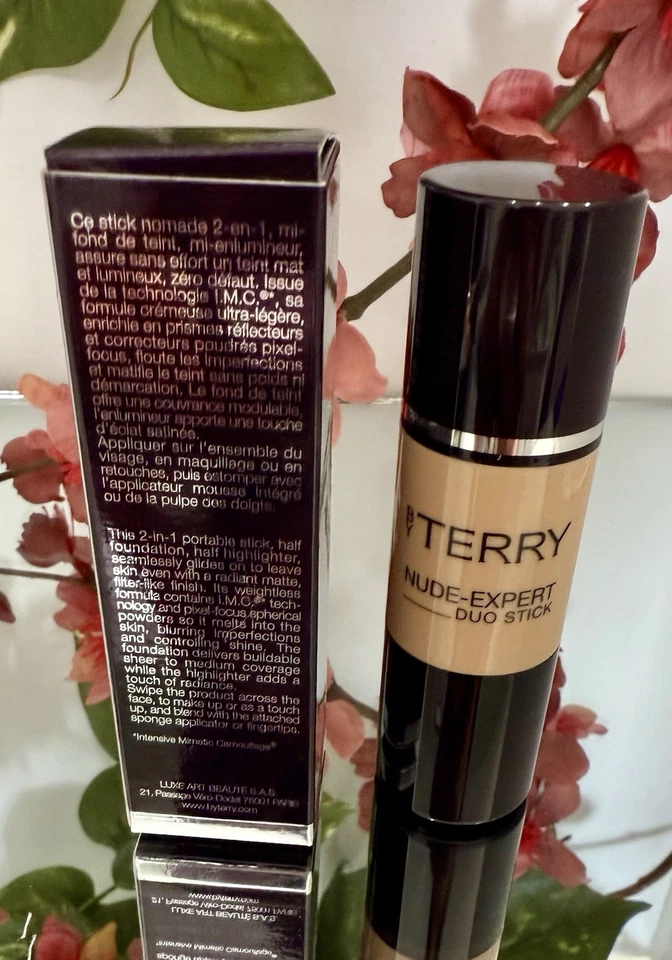 Ce stick nomade 2-en-1, mi-
fond de teint, mi-enlumineur,
assure sans effort un teint mat
et lumineux, zéro défaut. Issue
de la technologie I.M.C.®*, sa
formule crémeuse ultra-légère,
enrichie en prismes réflecteurs
et correcteurs poudrés pixel-
focus, floute les imperfections
et matifie le teint sans poids ni
démarcation. Le fond de teint
offre une couvrance modulable,
l'enlumineur apporte une touche
d'éclat satinée.
Appliquer sur l'ensemble du
visage, en maquillage ou en
retouches, puis estomper avec
l'applicateur mousse intégré
ou de la pulpe des doigts.
This 2-in-1 portable stick, half
foundation, half highlighter,
seamlessly glides on to leave
skin even with a radiant matte,
filter-like finish. Its weightless
formula contains I.M.C.®* tech-
nology and pixel-focus spherical
powders so it melts into the
skin, blurring imperfections
and controlling shine. The
foundation delivers buildable
sheer to medium coverage
while the highlighter adds a
touch of radiance.
Swipe the product across the
face, to make up or as a touch
up, and blend with the attached
sponge applicator or fingertips.
*Intensive Mimetic Camouflage®
LUXE ART BEAUTÉ S.A.S.
21, Passage Véro-Dodat 75001 PARIS
www.byterry.com
BY TERRY
NUDE-EXPERT
DUO STICK